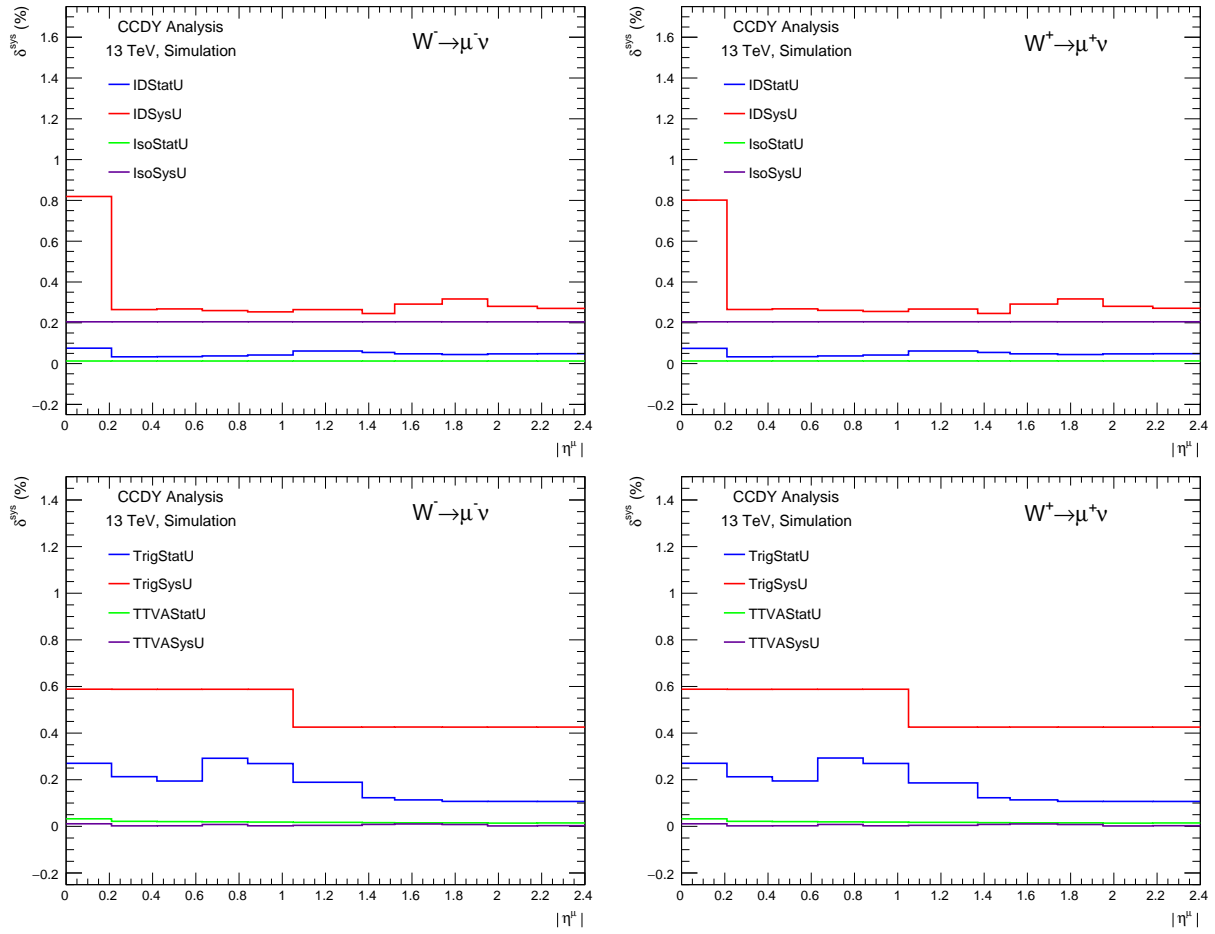 δsys (%)
1.6
1.4
1.2
1
0.8
0.6
0.4
0.2
0
−0.2
CCDY Analysis
13 TeV, Simulation
W-→μ-ν
IDStatU
IDSysU
IsoStatU
IsoSysU
0 0.2 0.4 0.6 0.8 1 1.2 1.4 1.6 1.8 2 2.2 2.4
|ημ|
δsys (%)
1.6
1.4
1.2
1
0.8
0.6
0.4
0.2
0
−0.2
CCDY Analysis
13 TeV, Simulation
W+→μ+ν
IDStatU
IDSysU
IsoStatU
IsoSysU
0 0.2 0.4 0.6 0.8 1 1.2 1.4 1.6 1.8 2 2.2 2.4
|ημ|
δsys (%)
1.4
1.2
1
0.8
0.6
0.4
0.2
0
−0.2
CCDY Analysis
13 TeV, Simulation
W-→μ-ν
TrigStatU
TrigSysU
TTVAStatU
TTVASysU
0 0.2 0.4 0.6 0.8 1 1.2 1.4 1.6 1.8 2 2.2 2.4
|ημ|
δsys (%)
1.4
1.2
1
0.8
0.6
0.4
0.2
0
−0.2
CCDY Analysis
13 TeV, Simulation
W+→μ+ν
TrigStatU
TrigSysU
TTVAStatU
TTVASysU
0 0.2 0.4 0.6 0.8 1 1.2 1.4 1.6 1.8 2 2.2 2.4
|ημ|